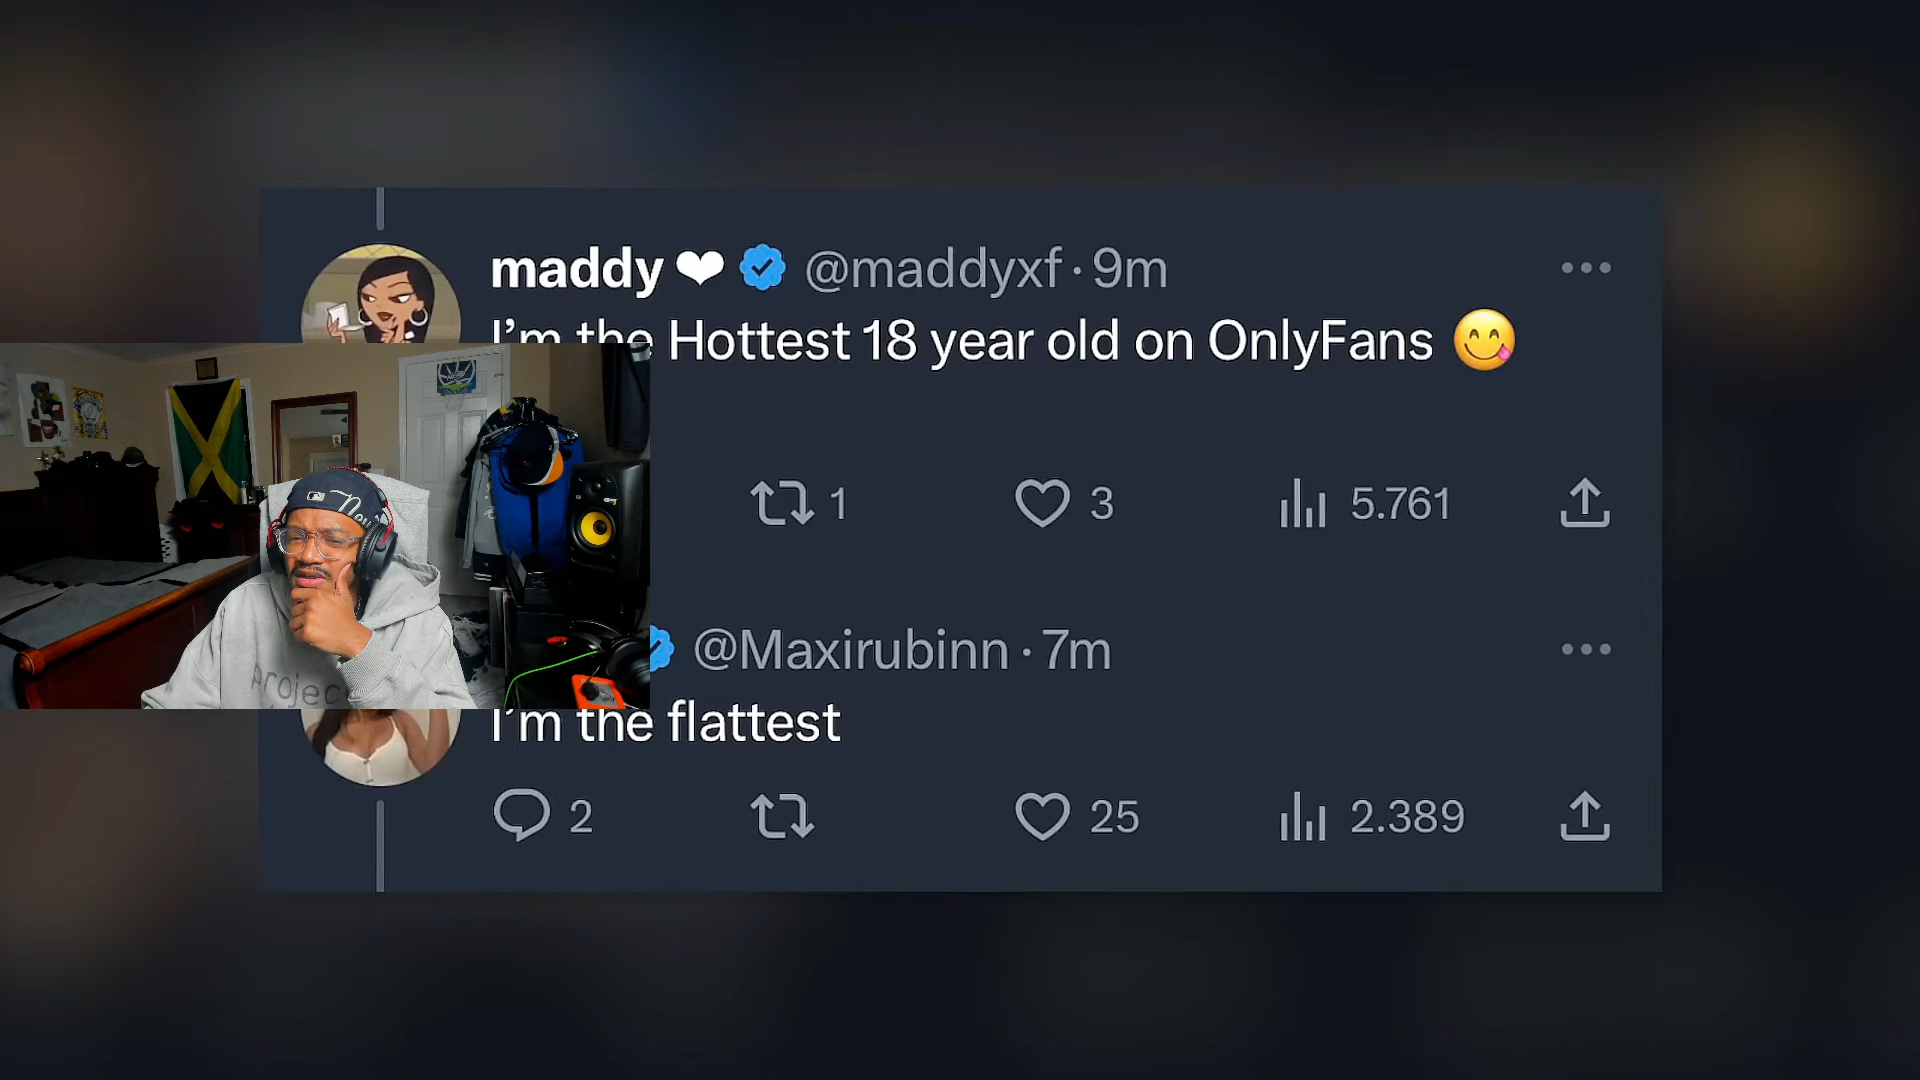 maddy ❤ @maddyxf · 9m
I'm the Hottest 18 year old on OnlyFans 😋
1 3 5.761
@Maxirubinn · 7m
I'm the flattest
2 25 2.389
Projec